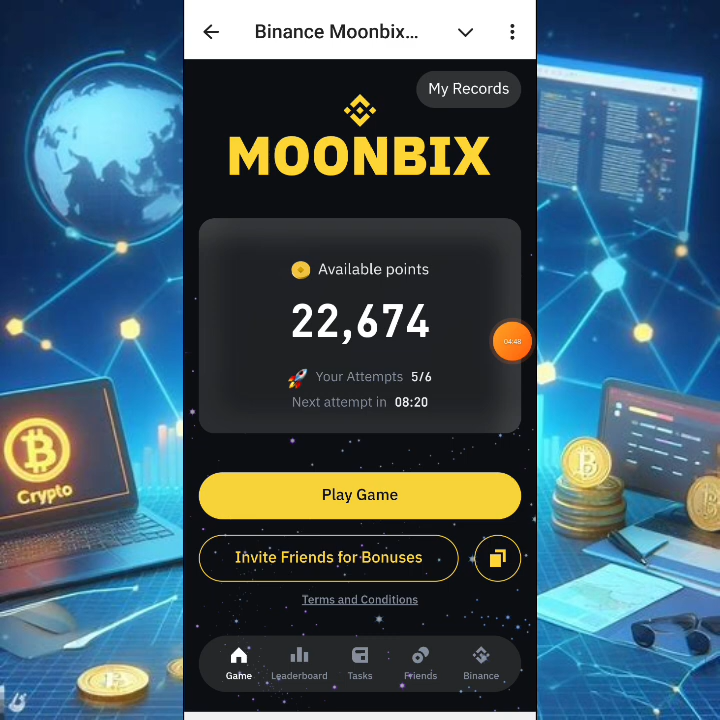 Binance Moonbix...
My Records
MOONBIX
Available points
22,674
Your Attempts 5/6
Next attempt in 08:20
04:48
Play Game
Invite Friends for Bonuses
Terms and Conditions
Game Leaderboard Tasks Friends Binance
Crypto